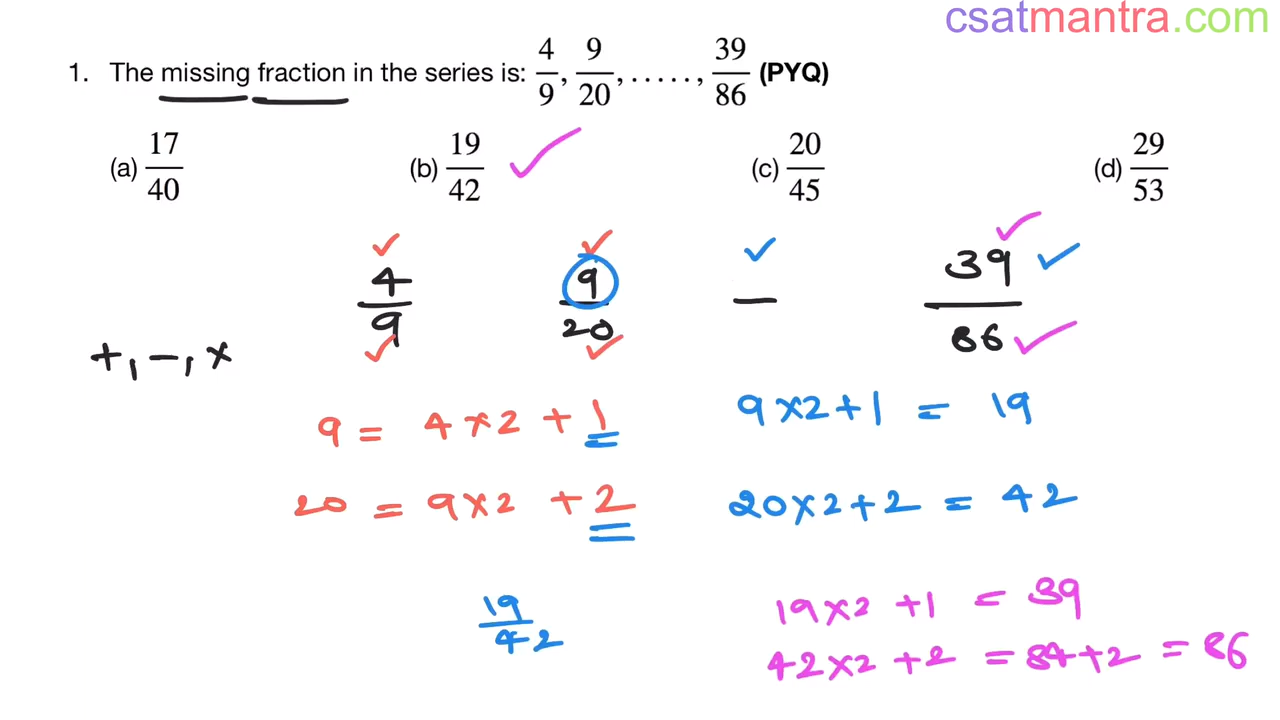 csatmantra.com
1. The missing fraction in the series is: 4/9, 9/20, ....., 39/86 (PYQ)
(a) 17/40 (b) 19/42 ✓ (c) 20/45 (d) 29/53
4/9 9/20 — 39/86
+, -, ×
9 = 4×2 + 1
9×2+1 = 19
20 = 9×2 + 2
20×2+2 = 42
19/42
19×2 +1 = 39
42×2 +2 = 84+2 = 86